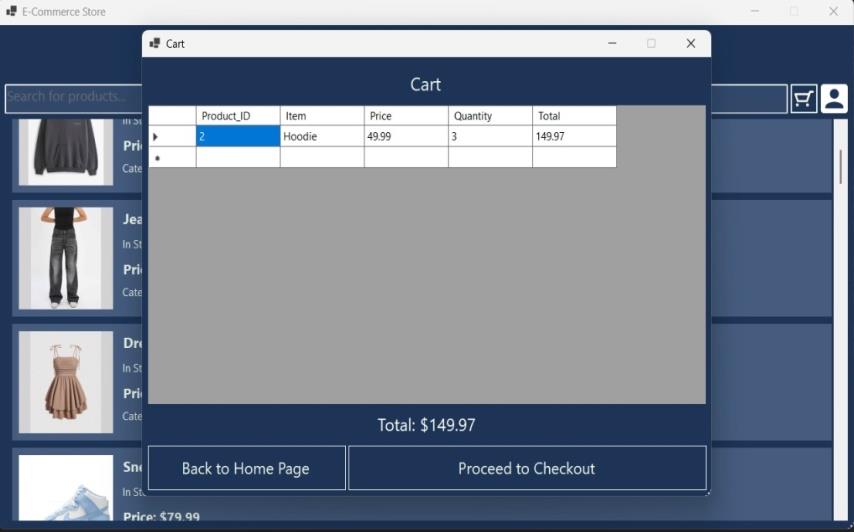 E-Commerce Store
Cart
Cart
Search for products...
Product_ID Item Price Quantity Total
2 Hoodie 49.99 3 149.97
In St
Pri
Cate
Jea
In St
Pri
Cate
Dre
In St
Pri
Cate
Total: $149.97
Back to Home Page Proceed to Checkout
Sne
In St
Price: $79.99